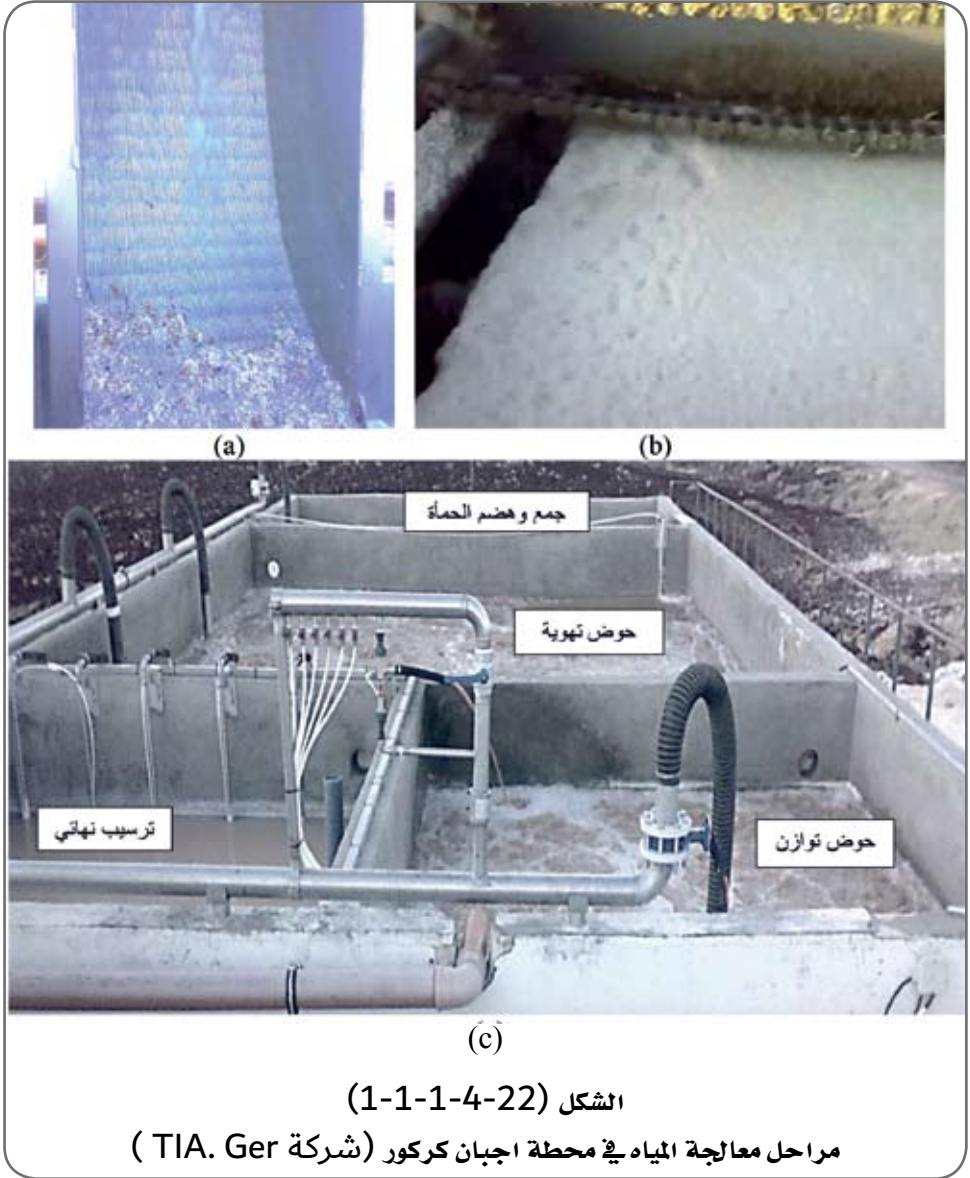 (a)
(b)
جمع وهضم الحمأة
حوض تهوية
ترسيب نهائي
حوض توازن
(c)
الشكل (22-4-1-1-1)
مراحل معالجة المياه في محطة اجبان كركور (شركة TIA. Ger )